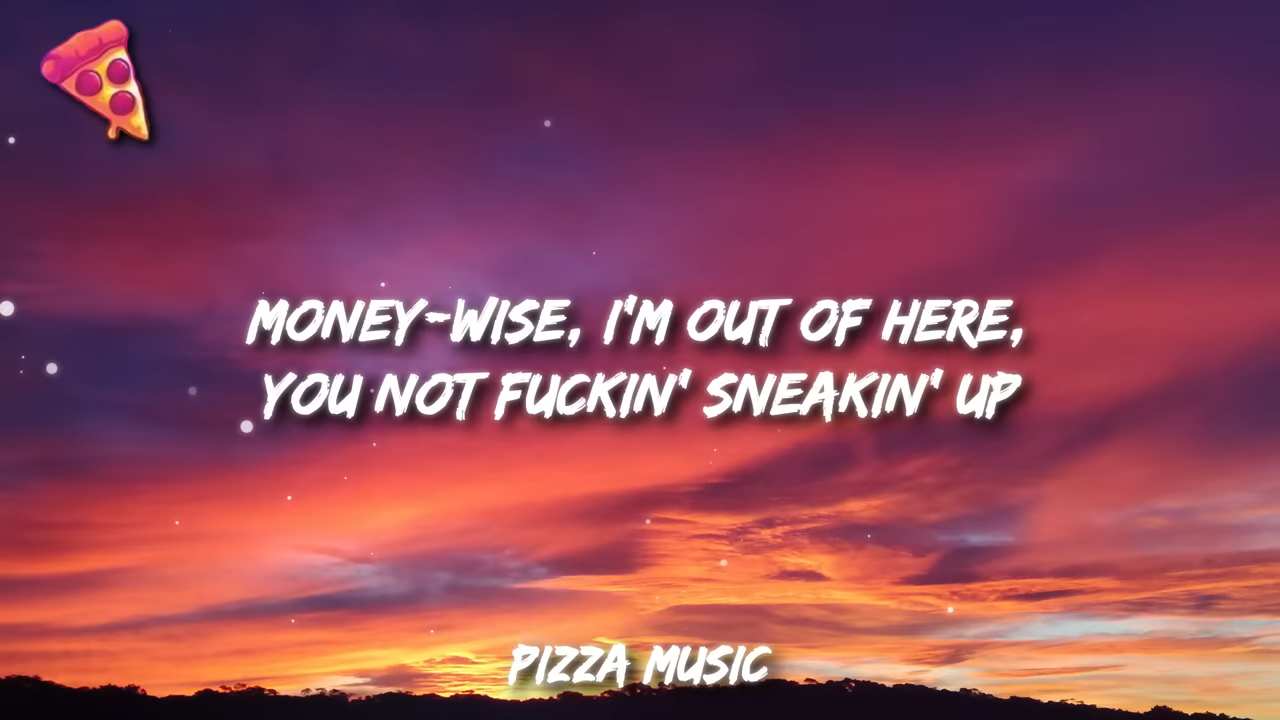 MONEY-WISE, I'M OUT OF HERE,
YOU NOT FUCKIN' SNEAKIN' UP
PIZZA MUSIC